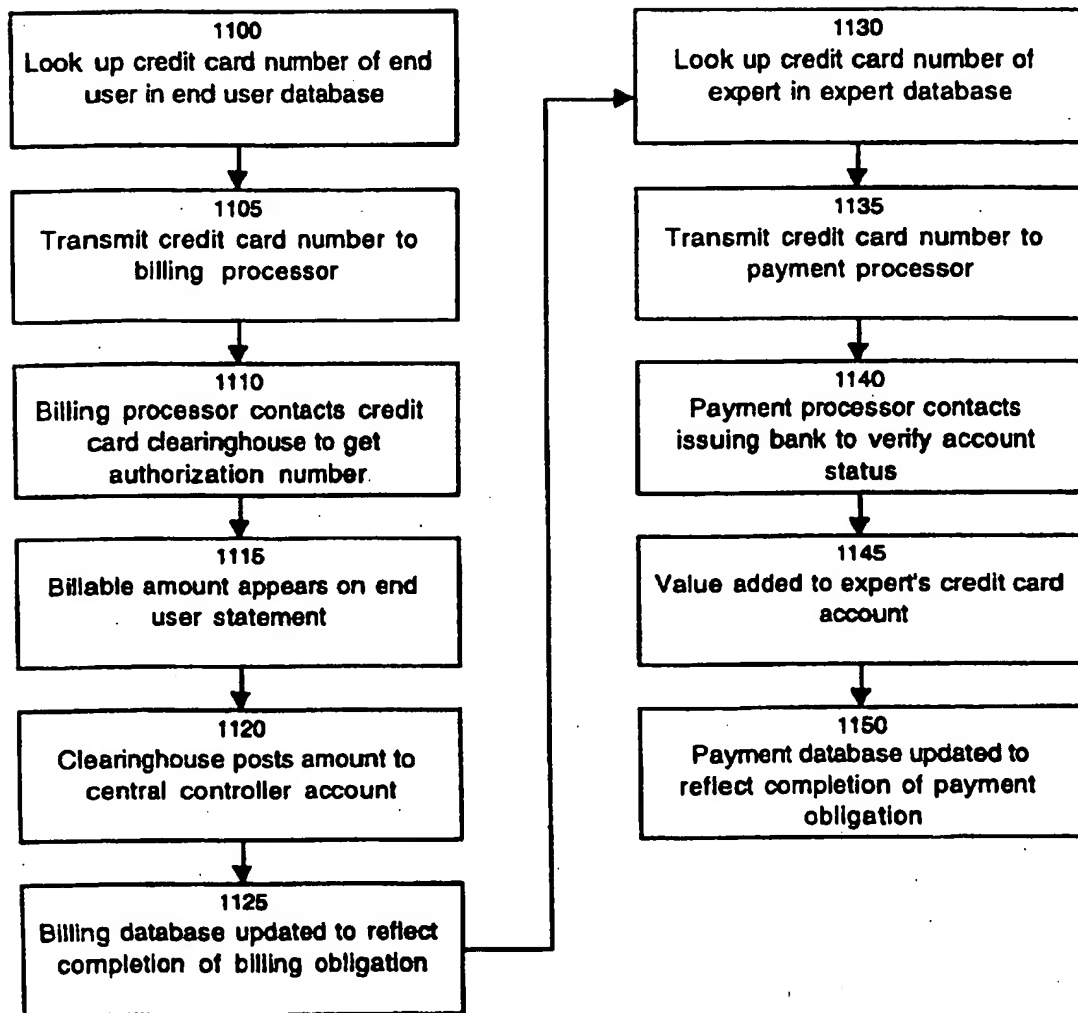 1100
Look up credit card number of end
user in end user database
1105
Transmit credit card number to
billing processor
1110
Billing processor contacts credit
card clearinghouse to get
authorization number.
1115
Billable amount appears on end
user statement
1120
Clearinghouse posts amount to
central controller account
1125
Billing database updated to reflect
completion of billing obligation
1130
Look up credit card number of
expert in expert database
1135
Transmit credit card number to
payment processor
1140
Payment processor contacts
issuing bank to verify account
status
1145
Value added to expert's credit card
account
1150
Payment database updated to
reflect completion of payment
obligation